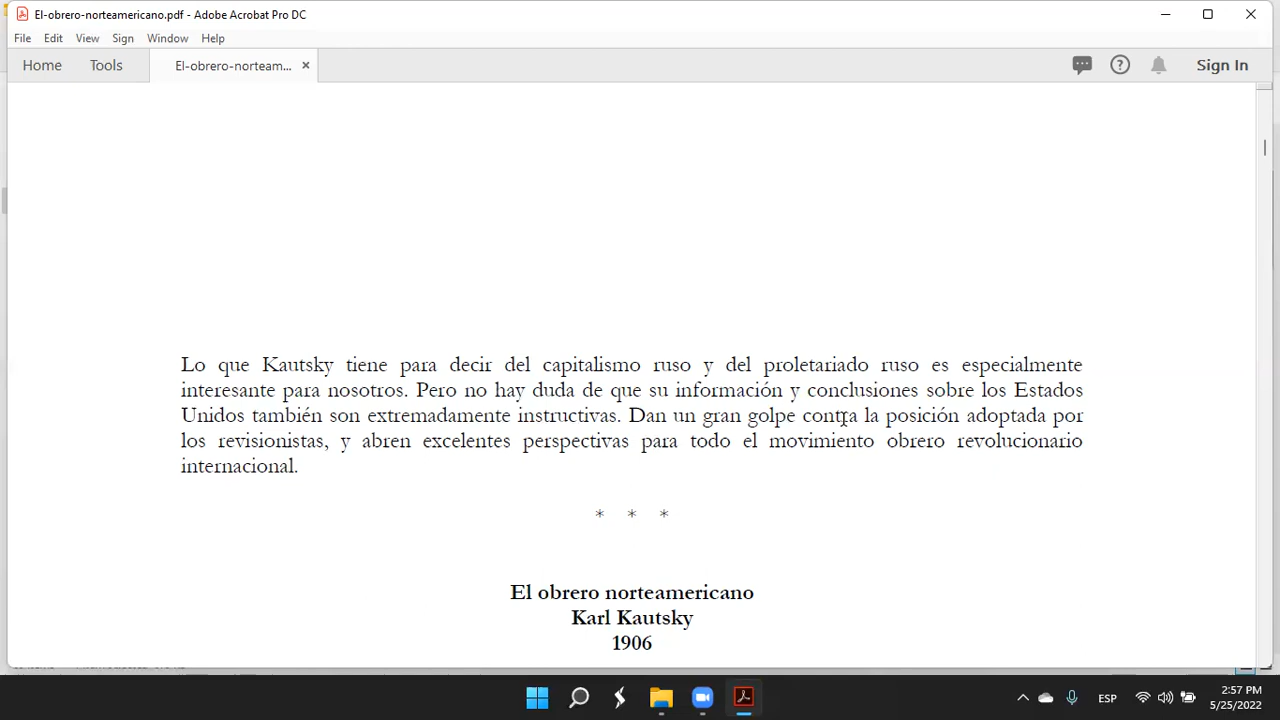 El-obrero-norteamericano.pdf - Adobe Acrobat Pro DC
File Edit View Sign Window Help
Home Tools El-obrero-norteam... × Sign In
Lo que Kautsky tiene para decir del capitalismo ruso y del proletariado ruso es especialmente
interesante para nosotros. Pero no hay duda de que su información y conclusiones sobre los Estados
Unidos también son extremadamente instructivas. Dan un gran golpe contra la posición adoptada por
los revisionistas, y abren excelentes perspectivas para todo el movimiento obrero revolucionario
internacional.
* * *
El obrero norteamericano
Karl Kautsky
1906
ESP
2:57 PM
5/25/2022